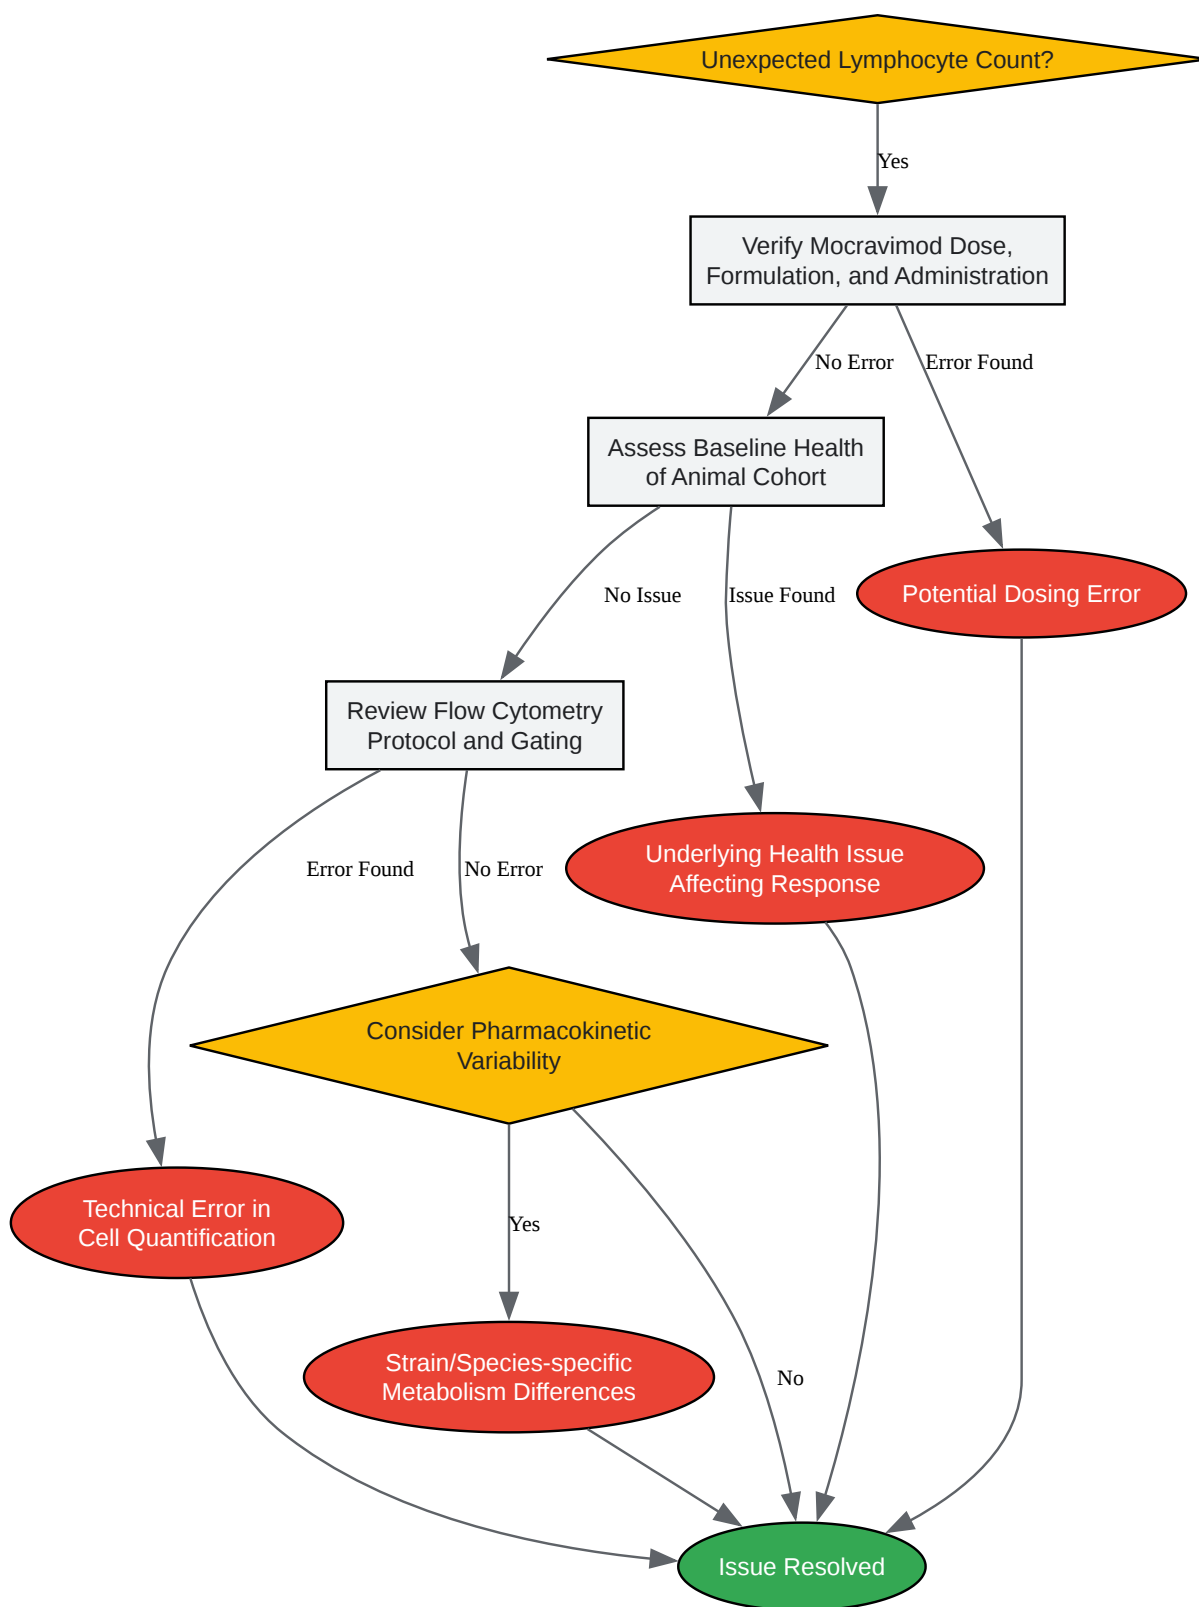 Unexpected Lymphocyte Count?
Yes
Verify Mocravimod Dose,
Formulation, and Administration
No Error
Error Found
Assess Baseline Health
of Animal Cohort
No Issue
Issue Found
Potential Dosing Error
Review Flow Cytometry
Protocol and Gating
Error Found
No Error
Underlying Health Issue
Affecting Response
Consider Pharmacokinetic
Variability
Technical Error in
Cell Quantification
Yes
Strain/Species-specific
Metabolism Differences
No
Issue Resolved